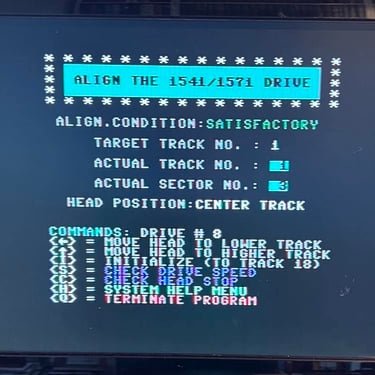 * * * * * * * * * * * * * * * *
* ALIGN THE 1541/1571 DRIVE *
* * * * * * * * * * * * * * * *
ALIGN.CONDITION:SATISFACTORY
TARGET TRACK NO. : 1
ACTUAL TRACK NO. : 1
ACTUAL SECTOR NO.: 3
HEAD POSITION:CENTER TRACK
COMMANDS: DRIVE # 8
(←) = MOVE HEAD TO LOWER TRACK
(↑) = MOVE HEAD TO HIGHER TRACK
(I) = INITIALIZE (TO TRACK 18)
(S) = CHECK DRIVE SPEED
(C) = CHECK HEAD STOP
(H) = SYSTEM HELP MENU
(Q) = TERMINATE PROGRAM